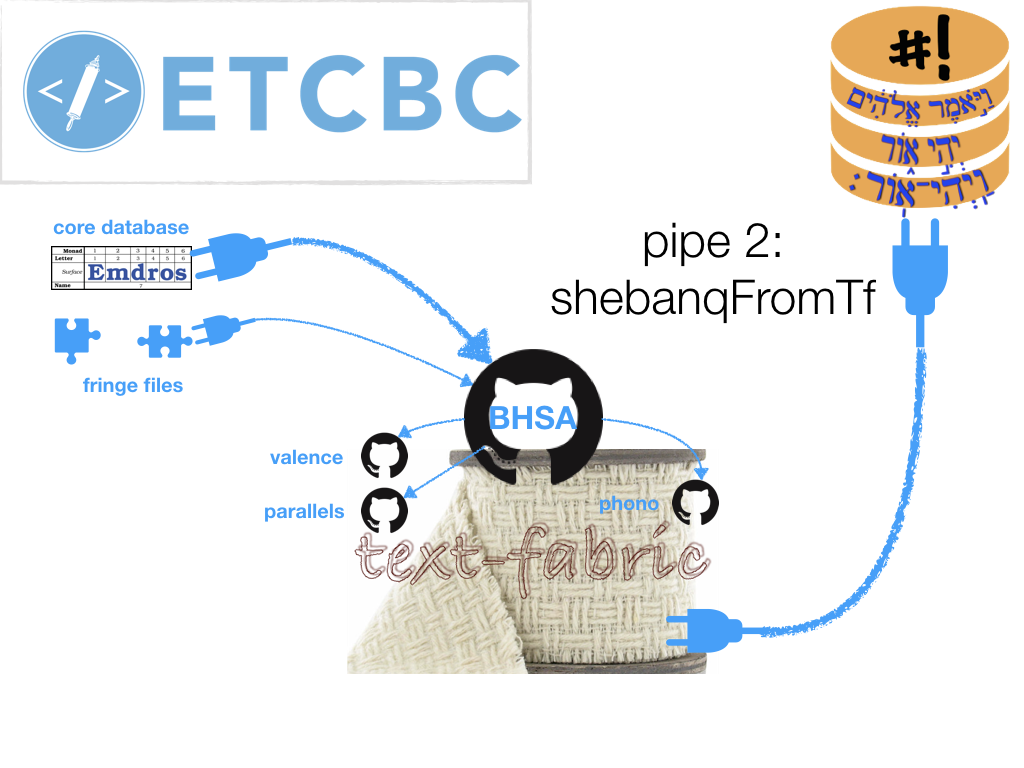 </> ETCBC
#!
וַיֹּאמֶר אֱלֹהִים
יְהִי אוֹר
וַיְהִי־אוֹר׃
core database
Monad 1 2 3 4 5 6
Letter 1 2 3 4 5 6
Surface Emdros
Name 7
pipe 2:
shebanqFromTf
fringe files
BHSA
valence
parallels
phono
text-fabric